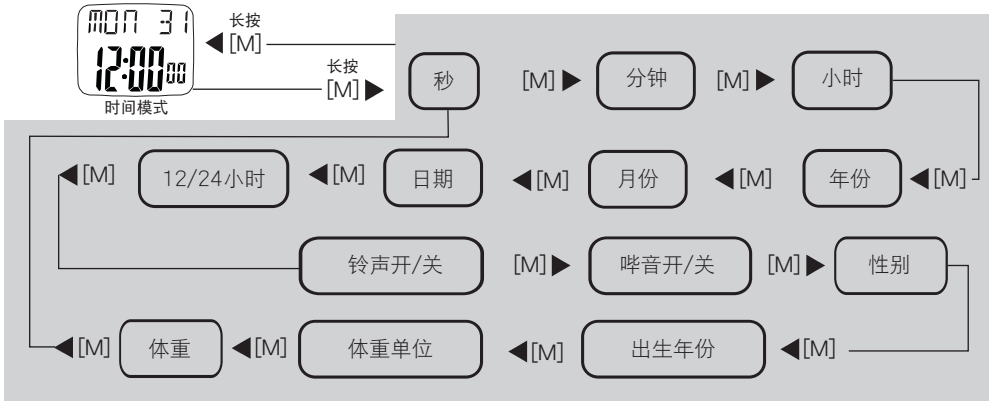 MON 31
12:00 00
时间模式
长按
[M]
长按
[M]
秒 [M] 分钟 [M] 小时
[M] 12/24小时 [M] 日期 [M] 月份 [M] 年份 [M]
铃声开/关 [M] 哔音开/关 [M] 性别
[M] 体重 [M] 体重单位 [M] 出生年份 [M]